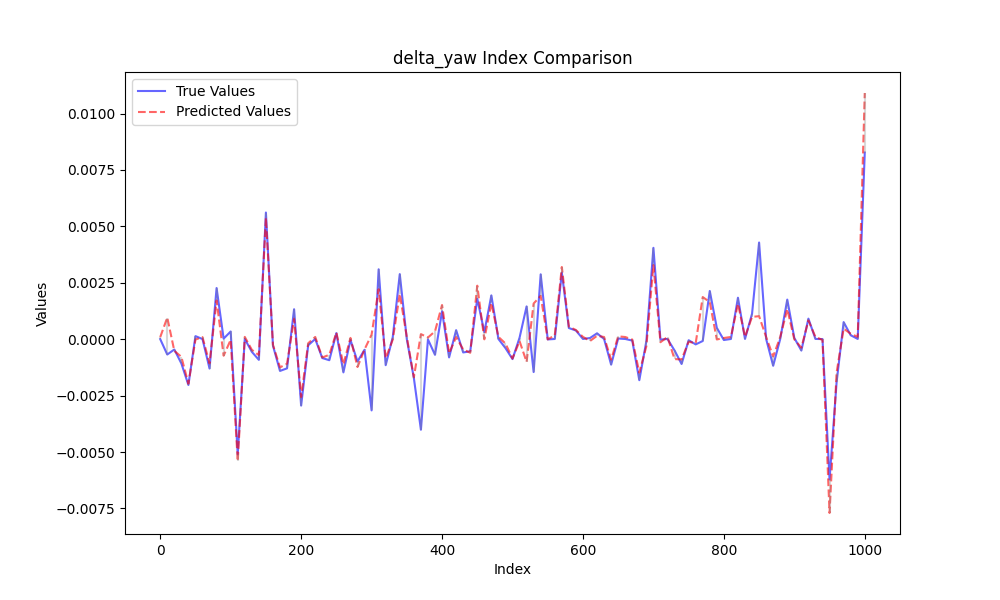 delta_yaw Index Comparison
True Values
Predicted Values
0.0100
0.0075
0.0050
0.0025
0.0000
−0.0025
−0.0050
−0.0075
Values
0 200 400 600 800 1000
Index